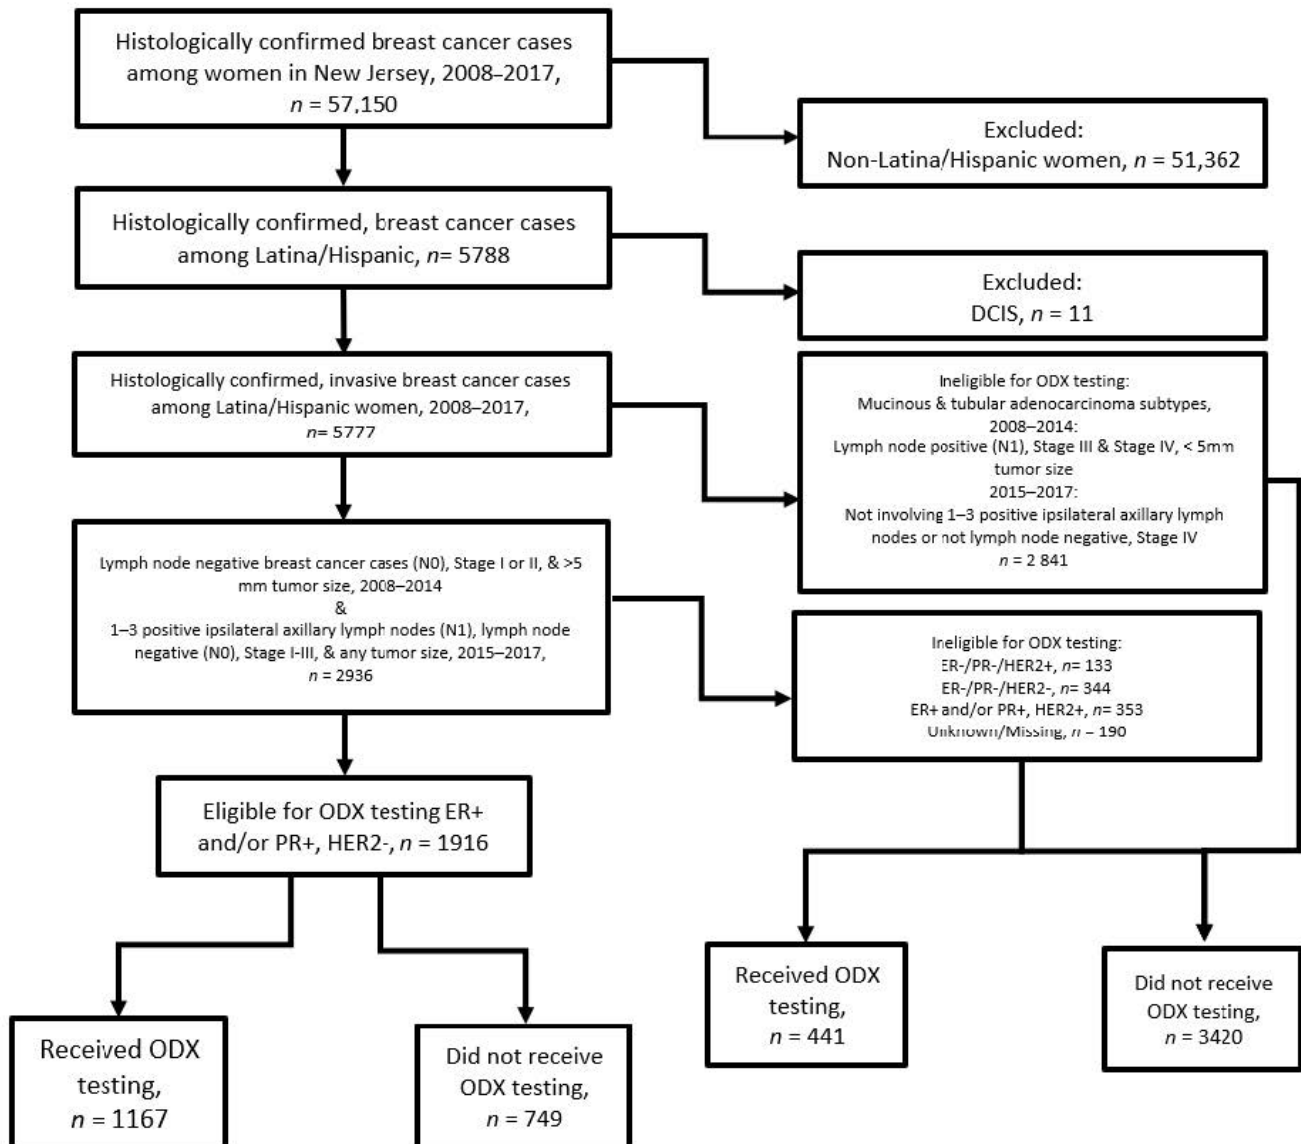 Histologically confirmed breast cancer cases
among women in New Jersey, 2008–2017,
n = 57,150
Excluded:
Non-Latina/Hispanic women, n = 51,362
Histologically confirmed, breast cancer cases
among Latina/Hispanic, n= 5788
Excluded:
DCIS, n = 11
Histologically confirmed, invasive breast cancer cases
among Latina/Hispanic women, 2008–2017,
n= 5777
Ineligible for ODX testing:
Mucinous & tubular adenocarcinoma subtypes,
2008–2014:
Lymph node positive (N1), Stage III & Stage IV, < 5mm
tumor size
2015–2017:
Not involving 1–3 positive ipsilateral axillary lymph
nodes or not lymph node negative, Stage IV
n = 2 841
Lymph node negative breast cancer cases (N0), Stage I or II, & >5
mm tumor size, 2008–2014
&
1–3 positive ipsilateral axillary lymph nodes (N1), lymph node
negative (N0), Stage I-III, & any tumor size, 2015–2017,
n = 2936
Ineligible for ODX testing:
ER-/PR-/HER2+, n= 133
ER-/PR-/HER2-, n= 344
ER+ and/or PR+, HER2+, n= 353
Unknown/Missing, n = 190
Eligible for ODX testing ER+
and/or PR+, HER2-, n = 1916
Received ODX
testing,
n = 1167
Did not receive
ODX testing,
n = 749
Received ODX
testing,
n = 441
Did not receive
ODX testing,
n = 3420